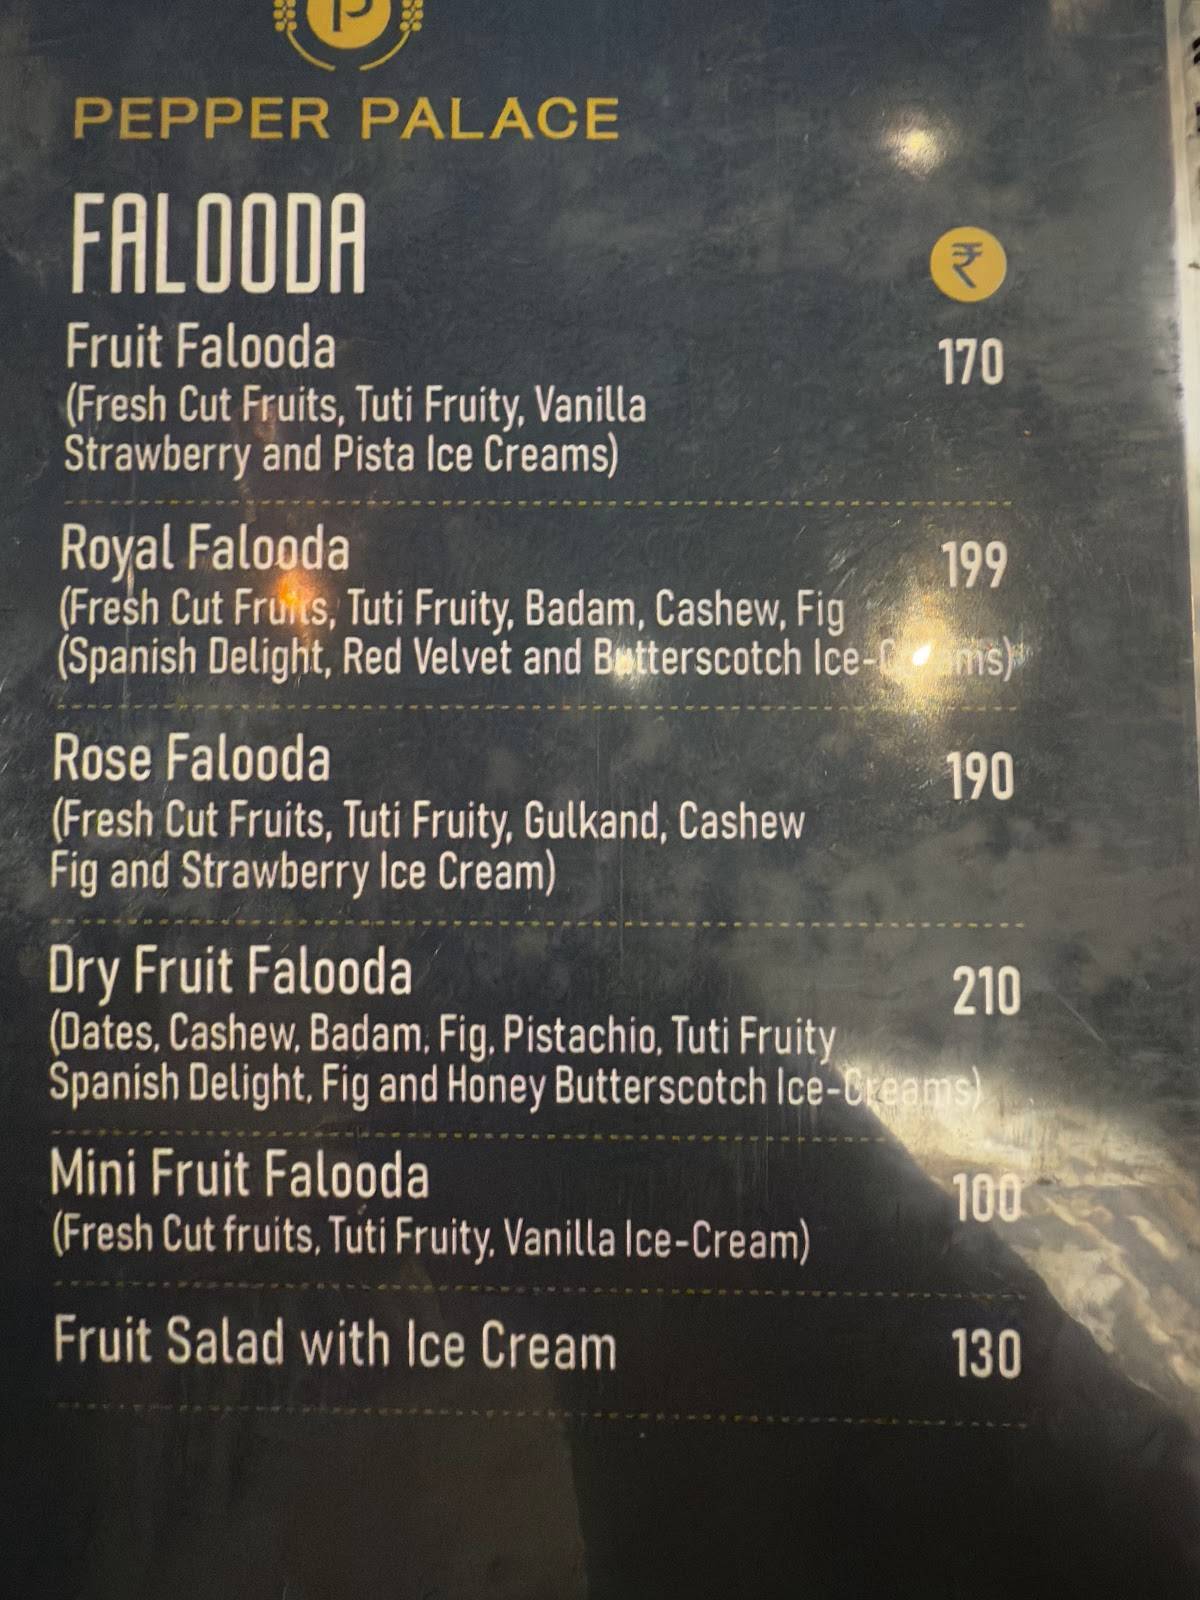 P
PEPPER PALACE
FALOODA
₹
Fruit Falooda 170
(Fresh Cut Fruits, Tuti Fruity, Vanilla
Strawberry and Pista Ice Creams)
Royal Falooda 199
(Fresh Cut Fruits, Tuti Fruity, Badam, Cashew, Fig
(Spanish Delight, Red Velvet and Butterscotch Ice-Creams)
Rose Falooda 190
(Fresh Cut Fruits, Tuti Fruity, Gulkand, Cashew
Fig and Strawberry Ice Cream)
Dry Fruit Falooda 210
(Dates, Cashew, Badam, Fig, Pistachio, Tuti Fruity
Spanish Delight, Fig and Honey Butterscotch Ice-Creams)
Mini Fruit Falooda 100
(Fresh Cut fruits, Tuti Fruity, Vanilla Ice-Cream)
Fruit Salad with Ice Cream 130